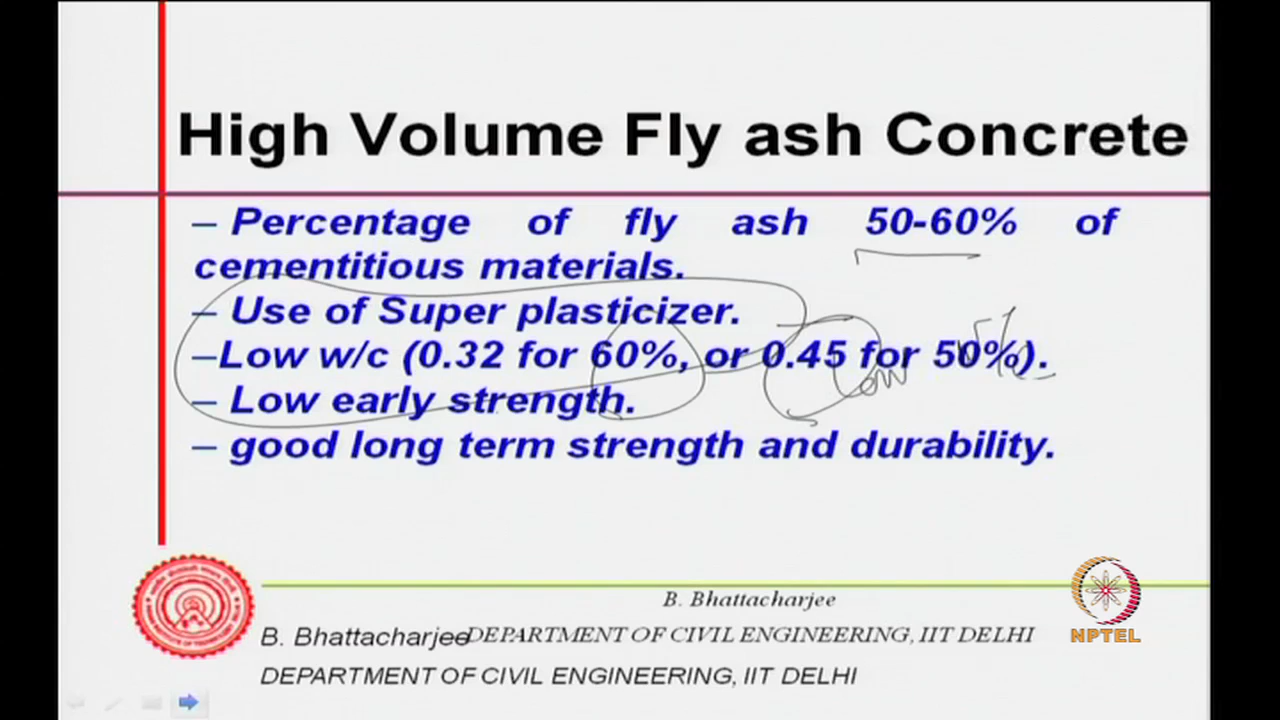 High Volume Fly ash Concrete
– Percentage of fly ash 50-60% of
cementitious materials.
– Use of Super plasticizer.
–Low w/c (0.32 for 60%, or 0.45 for 50%).
– Low early strength.
– good long term strength and durability.
B. Bhattacharjee
B. Bhattacharjee-DEPARTMENT OF CIVIL ENGINEERING, IIT DELHI
DEPARTMENT OF CIVIL ENGINEERING, IIT DELHI
NPTEL